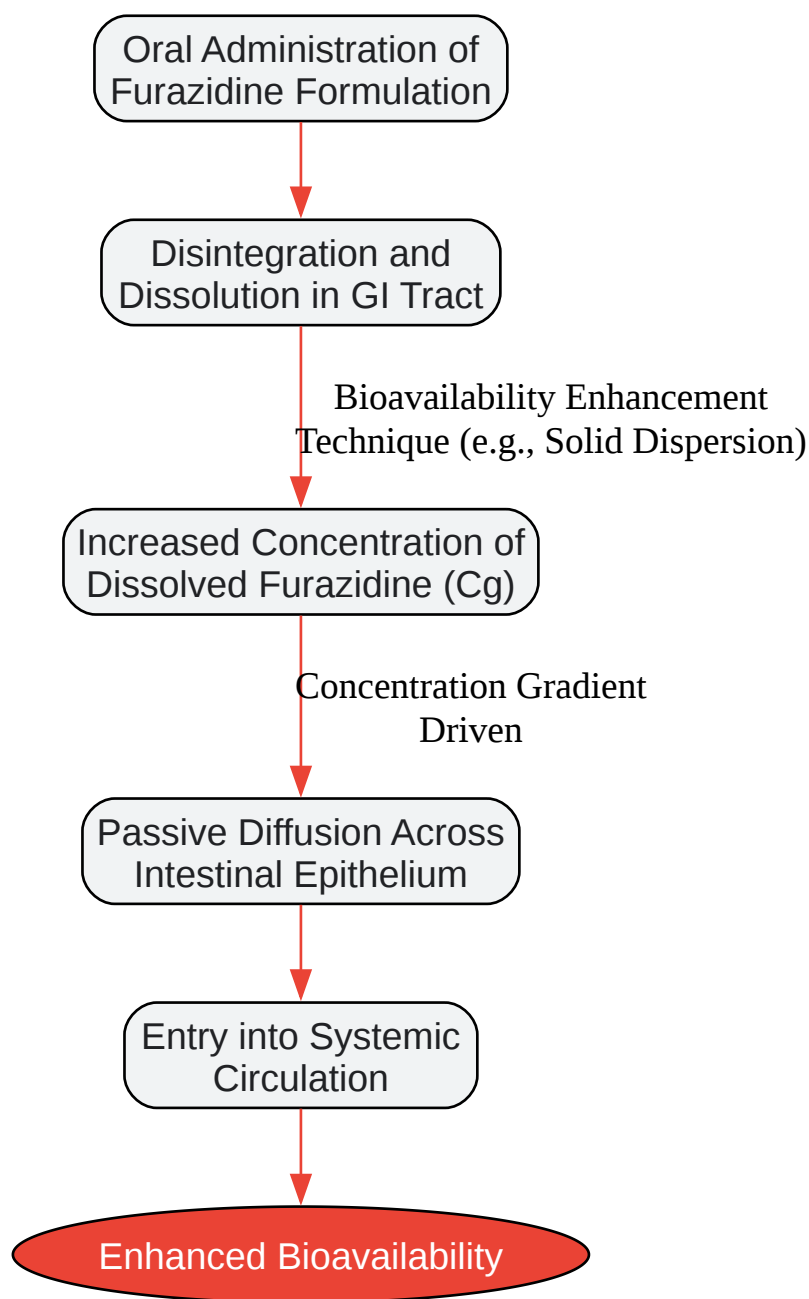 Oral Administration of
Furazidine Formulation
Disintegration and
Dissolution in GI Tract
Bioavailability Enhancement
Technique (e.g., Solid Dispersion)
Increased Concentration of
Dissolved Furazidine (Cg)
Concentration Gradient
Driven
Passive Diffusion Across
Intestinal Epithelium
Entry into Systemic
Circulation
Enhanced Bioavailability